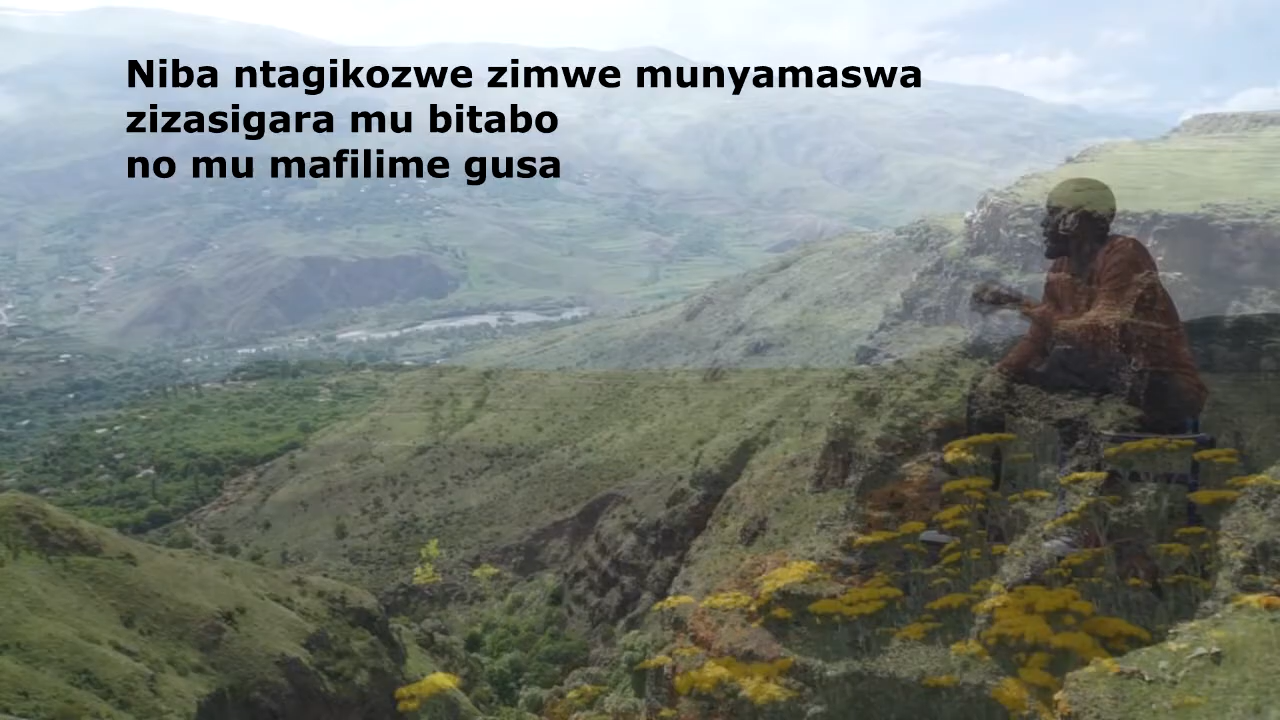 Niba ntagikozwe zimwe munyamaswa
zizasigara mu bitabo
no mu mafilime gusa